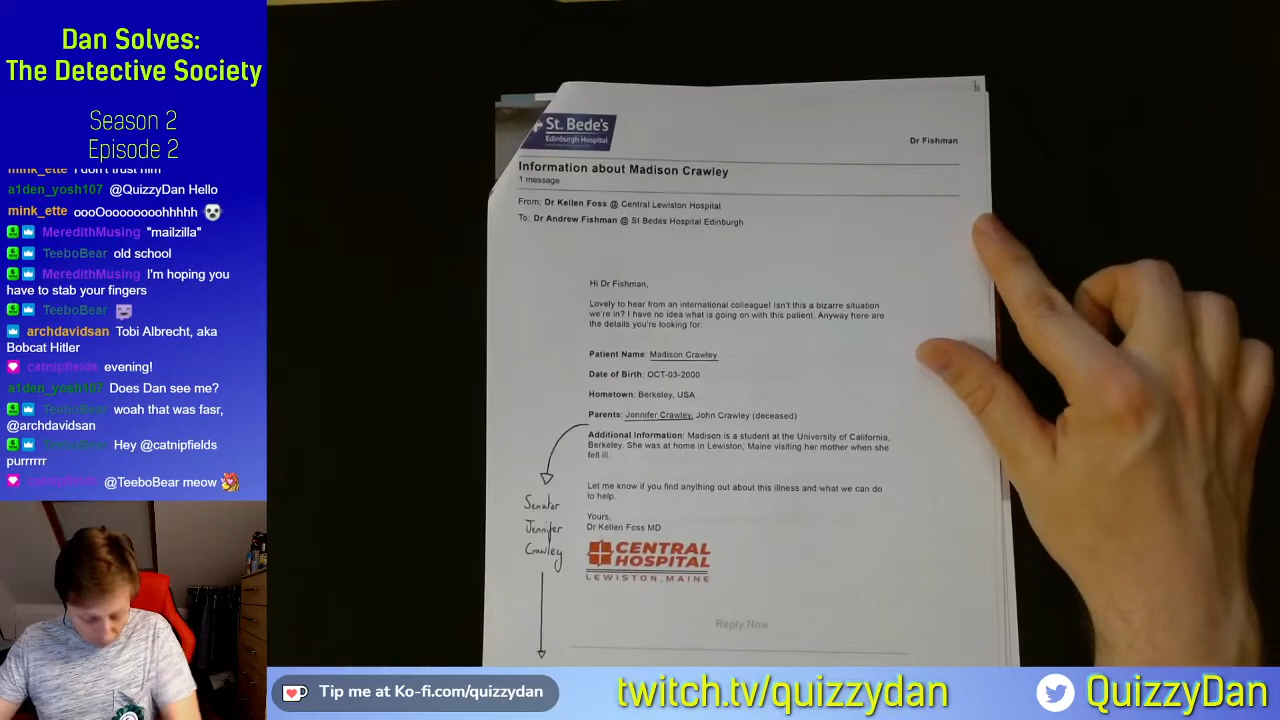 Dan Solves:
The Detective Society
Season 2
Episode 2
mink_ette I don't trust him
a1den_yosh107 @QuizzyDan Hello
mink_ette oooOooooooohhhhh
MeredithMusing "mailzilla"
TeeboBear old school
MeredithMusing I'm hoping you
have to stab your fingers
TeeboBear
archdavidsan Tobi Albrecht, aka
Bobcat Hitler
catnipfields evening!
a1den_yosh107 Does Dan see me?
TeeboBear woah that was fasr,
@archdavidsan
TeeboBear Hey @catnipfields
purrrrrr
catnipfields @TeeboBear meow
St. Bede's
Edinburgh Hospital
Dr Fishman
Information about Madison Crawley
1 message
From: Dr Kellen Foss @ Central Lewiston Hospital
To: Dr Andrew Fishman @ St Bedes Hospital Edinburgh
Hi Dr Fishman,
Lovely to hear from an international colleague! Isn't this a bizarre situation
we're in? I have no idea what is going on with this patient. Anyway here are
the details you're looking for:
Patient Name: Madison Crawley
Date of Birth: OCT-03-2000
Hometown: Berkeley, USA
Parents: Jennifer Crawley, John Crawley (deceased)
Additional Information: Madison is a student at the University of California,
Berkeley. She was at home in Lewiston, Maine visiting her mother when she
fell ill.
Let me know if you find anything out about this illness and what we can do
to help.
Yours,
Dr Kellen Foss MD
CENTRAL
HOSPITAL
LEWISTON, MAINE
Senator
Jennifer
Crawley
Reply Now
Tip me at Ko-fi.com/quizzydan
twitch.tv/quizzydan
QuizzyDan